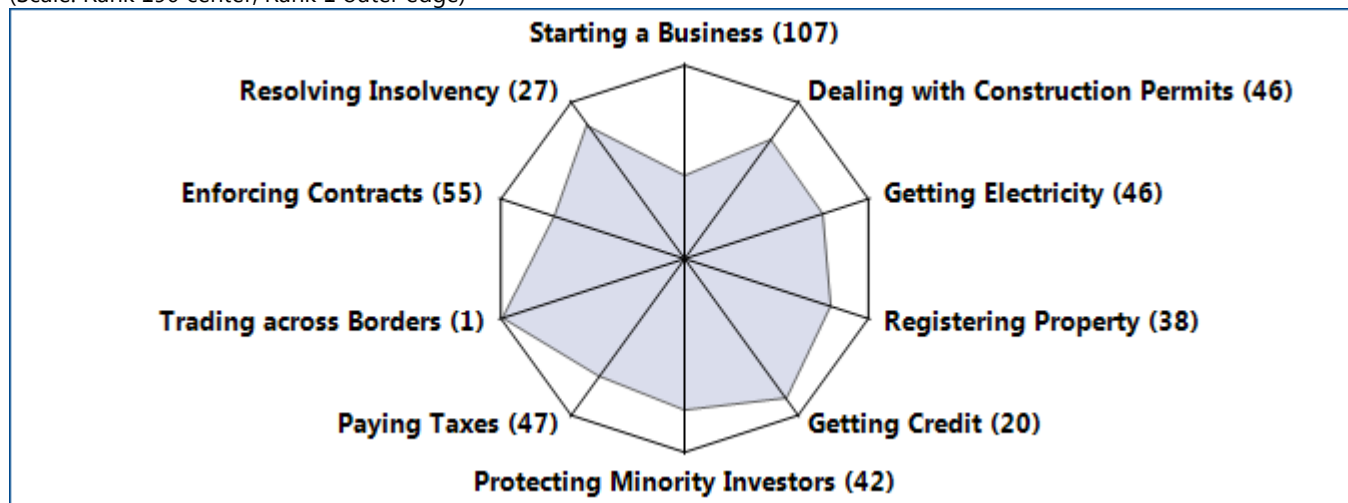 (Scale: Rank 190 center, Rank 1 outer edge)
Starting a Business (107)
Resolving Insolvency (27)
Dealing with Construction Permits (46)
Enforcing Contracts (55)
Getting Electricity (46)
Trading across Borders (1)
Registering Property (38)
Paying Taxes (47)
Getting Credit (20)
Protecting Minority Investors (42)